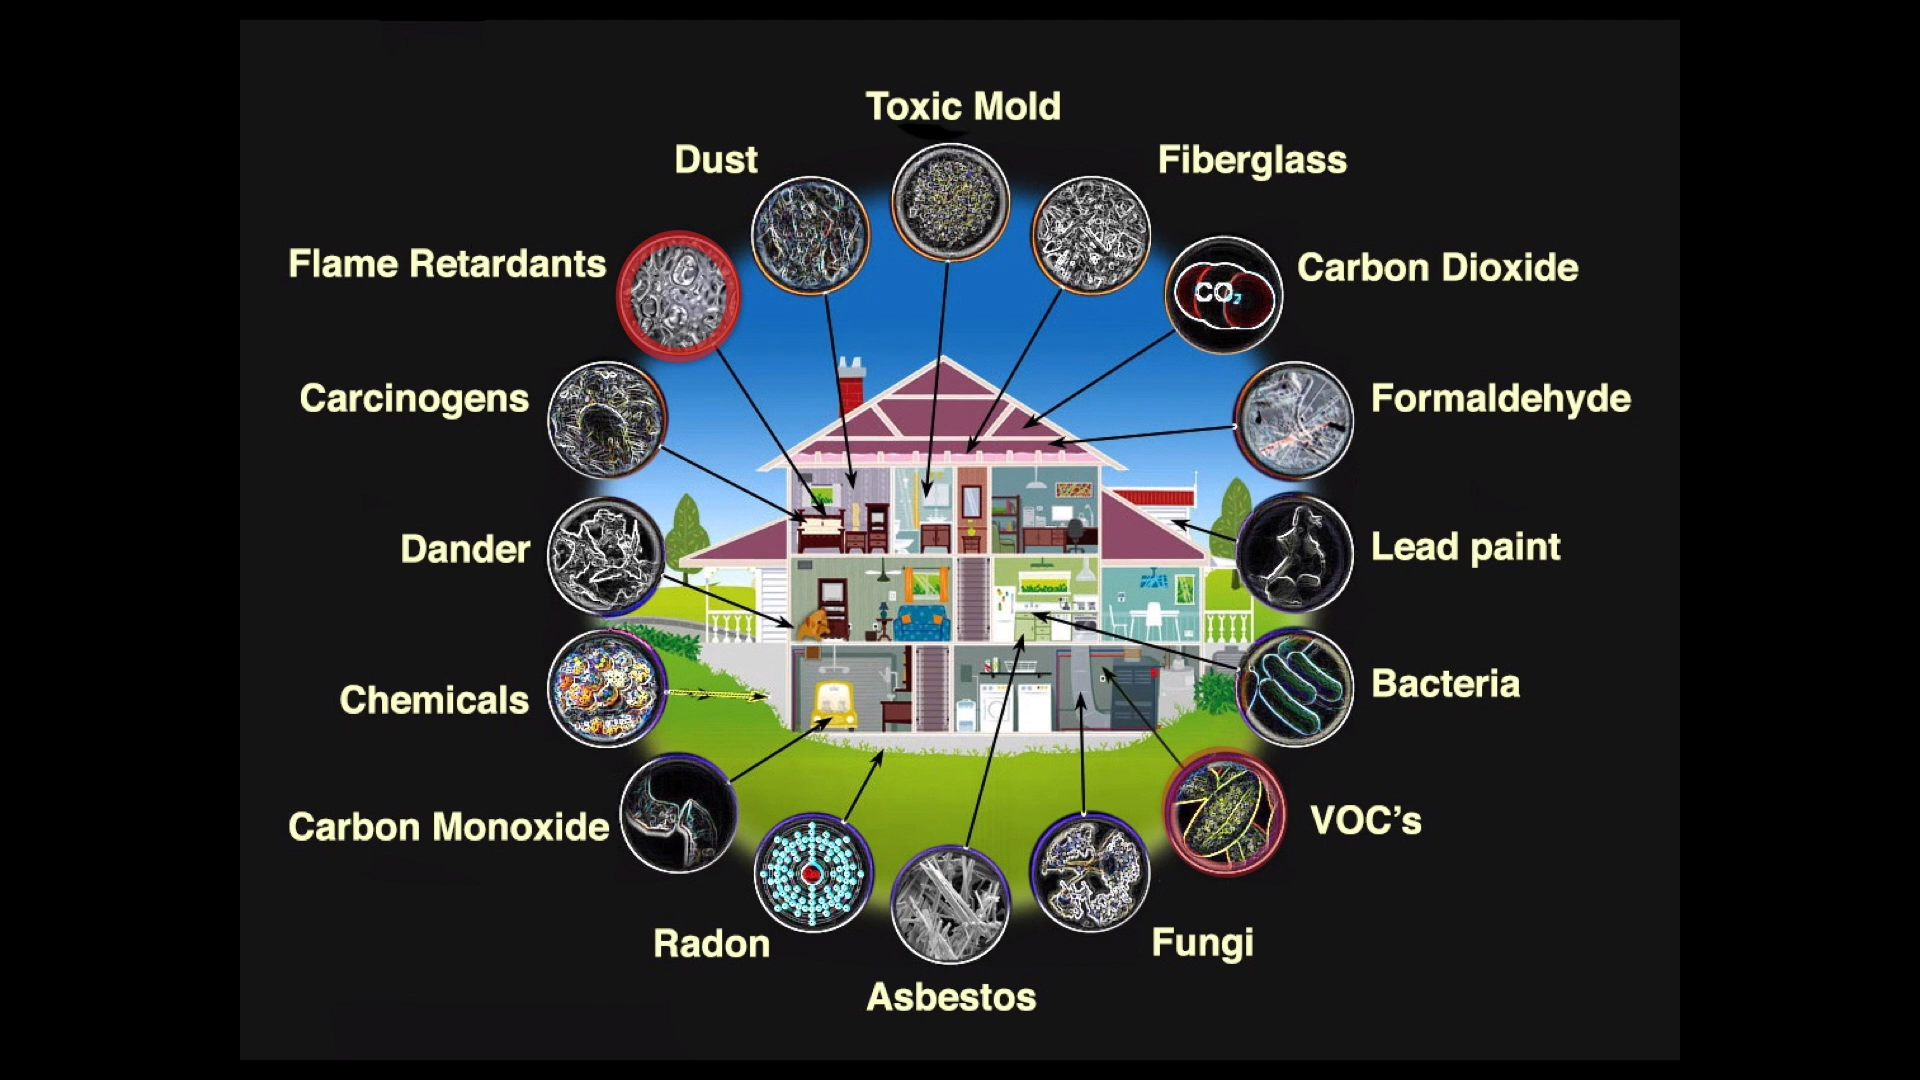 Toxic Mold
Dust
Fiberglass
Flame Retardants
Carbon Dioxide
CO2
Carcinogens
Formaldehyde
Dander
Lead paint
Chemicals
Bacteria
Carbon Monoxide
VOC's
Radon
Fungi
Asbestos